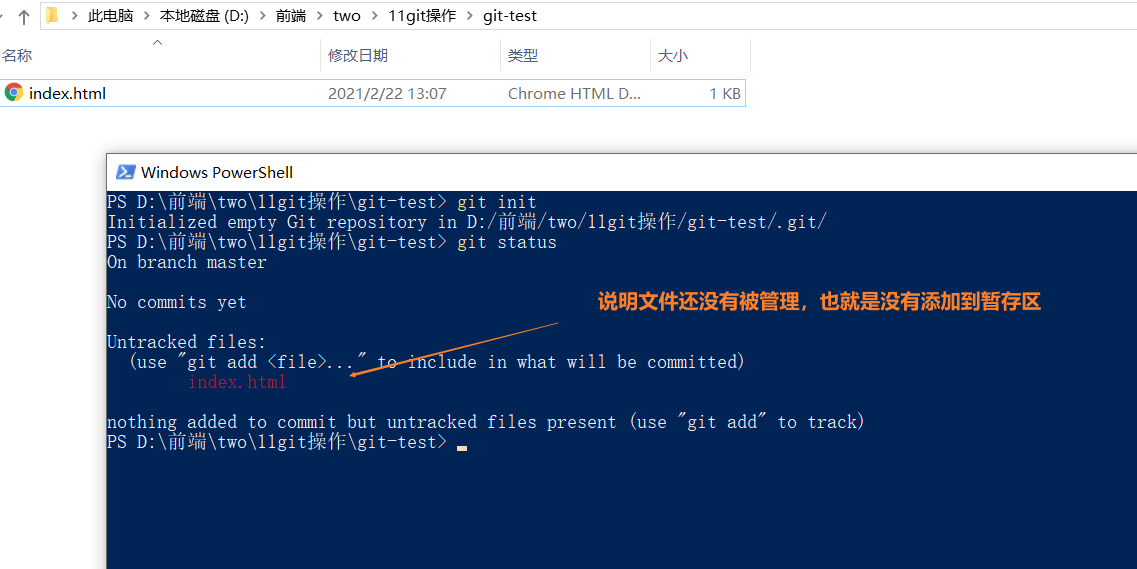 此电脑 > 本地磁盘 (D:) > 前端 > two > 11git操作 > git-test
名称 修改日期 类型 大小
index.html 2021/2/22 13:07 Chrome HTML D... 1 KB
Windows PowerShell
PS D:\前端\two\11git操作\git-test> git init
Initialized empty Git repository in D:/前端/two/11git操作/git-test/.git/
PS D:\前端\two\11git操作\git-test> git status
On branch master
No commits yet
说明文件还没有被管理，也就是没有添加到暂存区
Untracked files:
(use "git add <file>..." to include in what will be committed)
index.html
nothing added to commit but untracked files present (use "git add" to track)
PS D:\前端\two\11git操作\git-test>